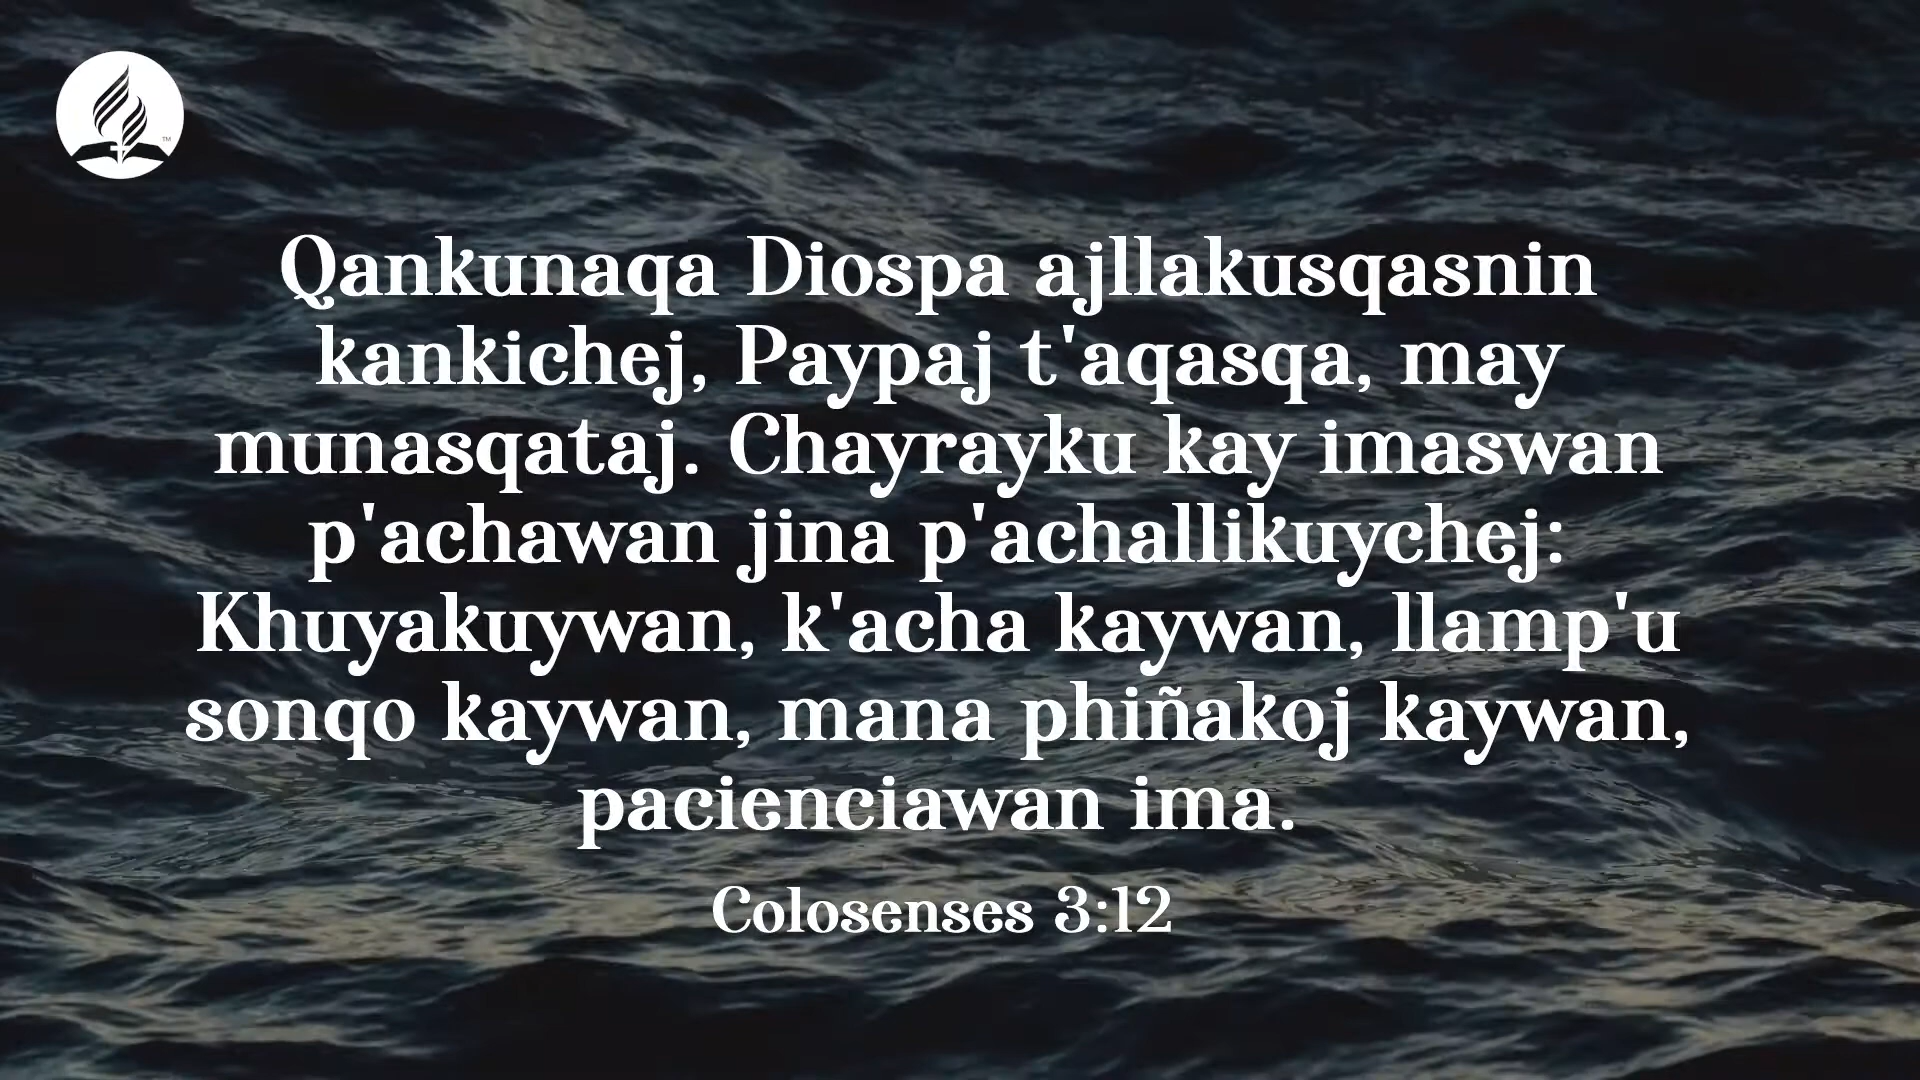 Qankunaqa Diospa ajllakusqasnin
kankichej, Paypaj t'aqasqa, may
munasqataj. Chayrayku kay imaswan
p'achawan jina p'achallikuychej:
Khuyakuywan, k'acha kaywan, llamp'u
sonqo kaywan, mana phiñakoj kaywan,
pacienciawan ima.
Colosenses 3:12
TM